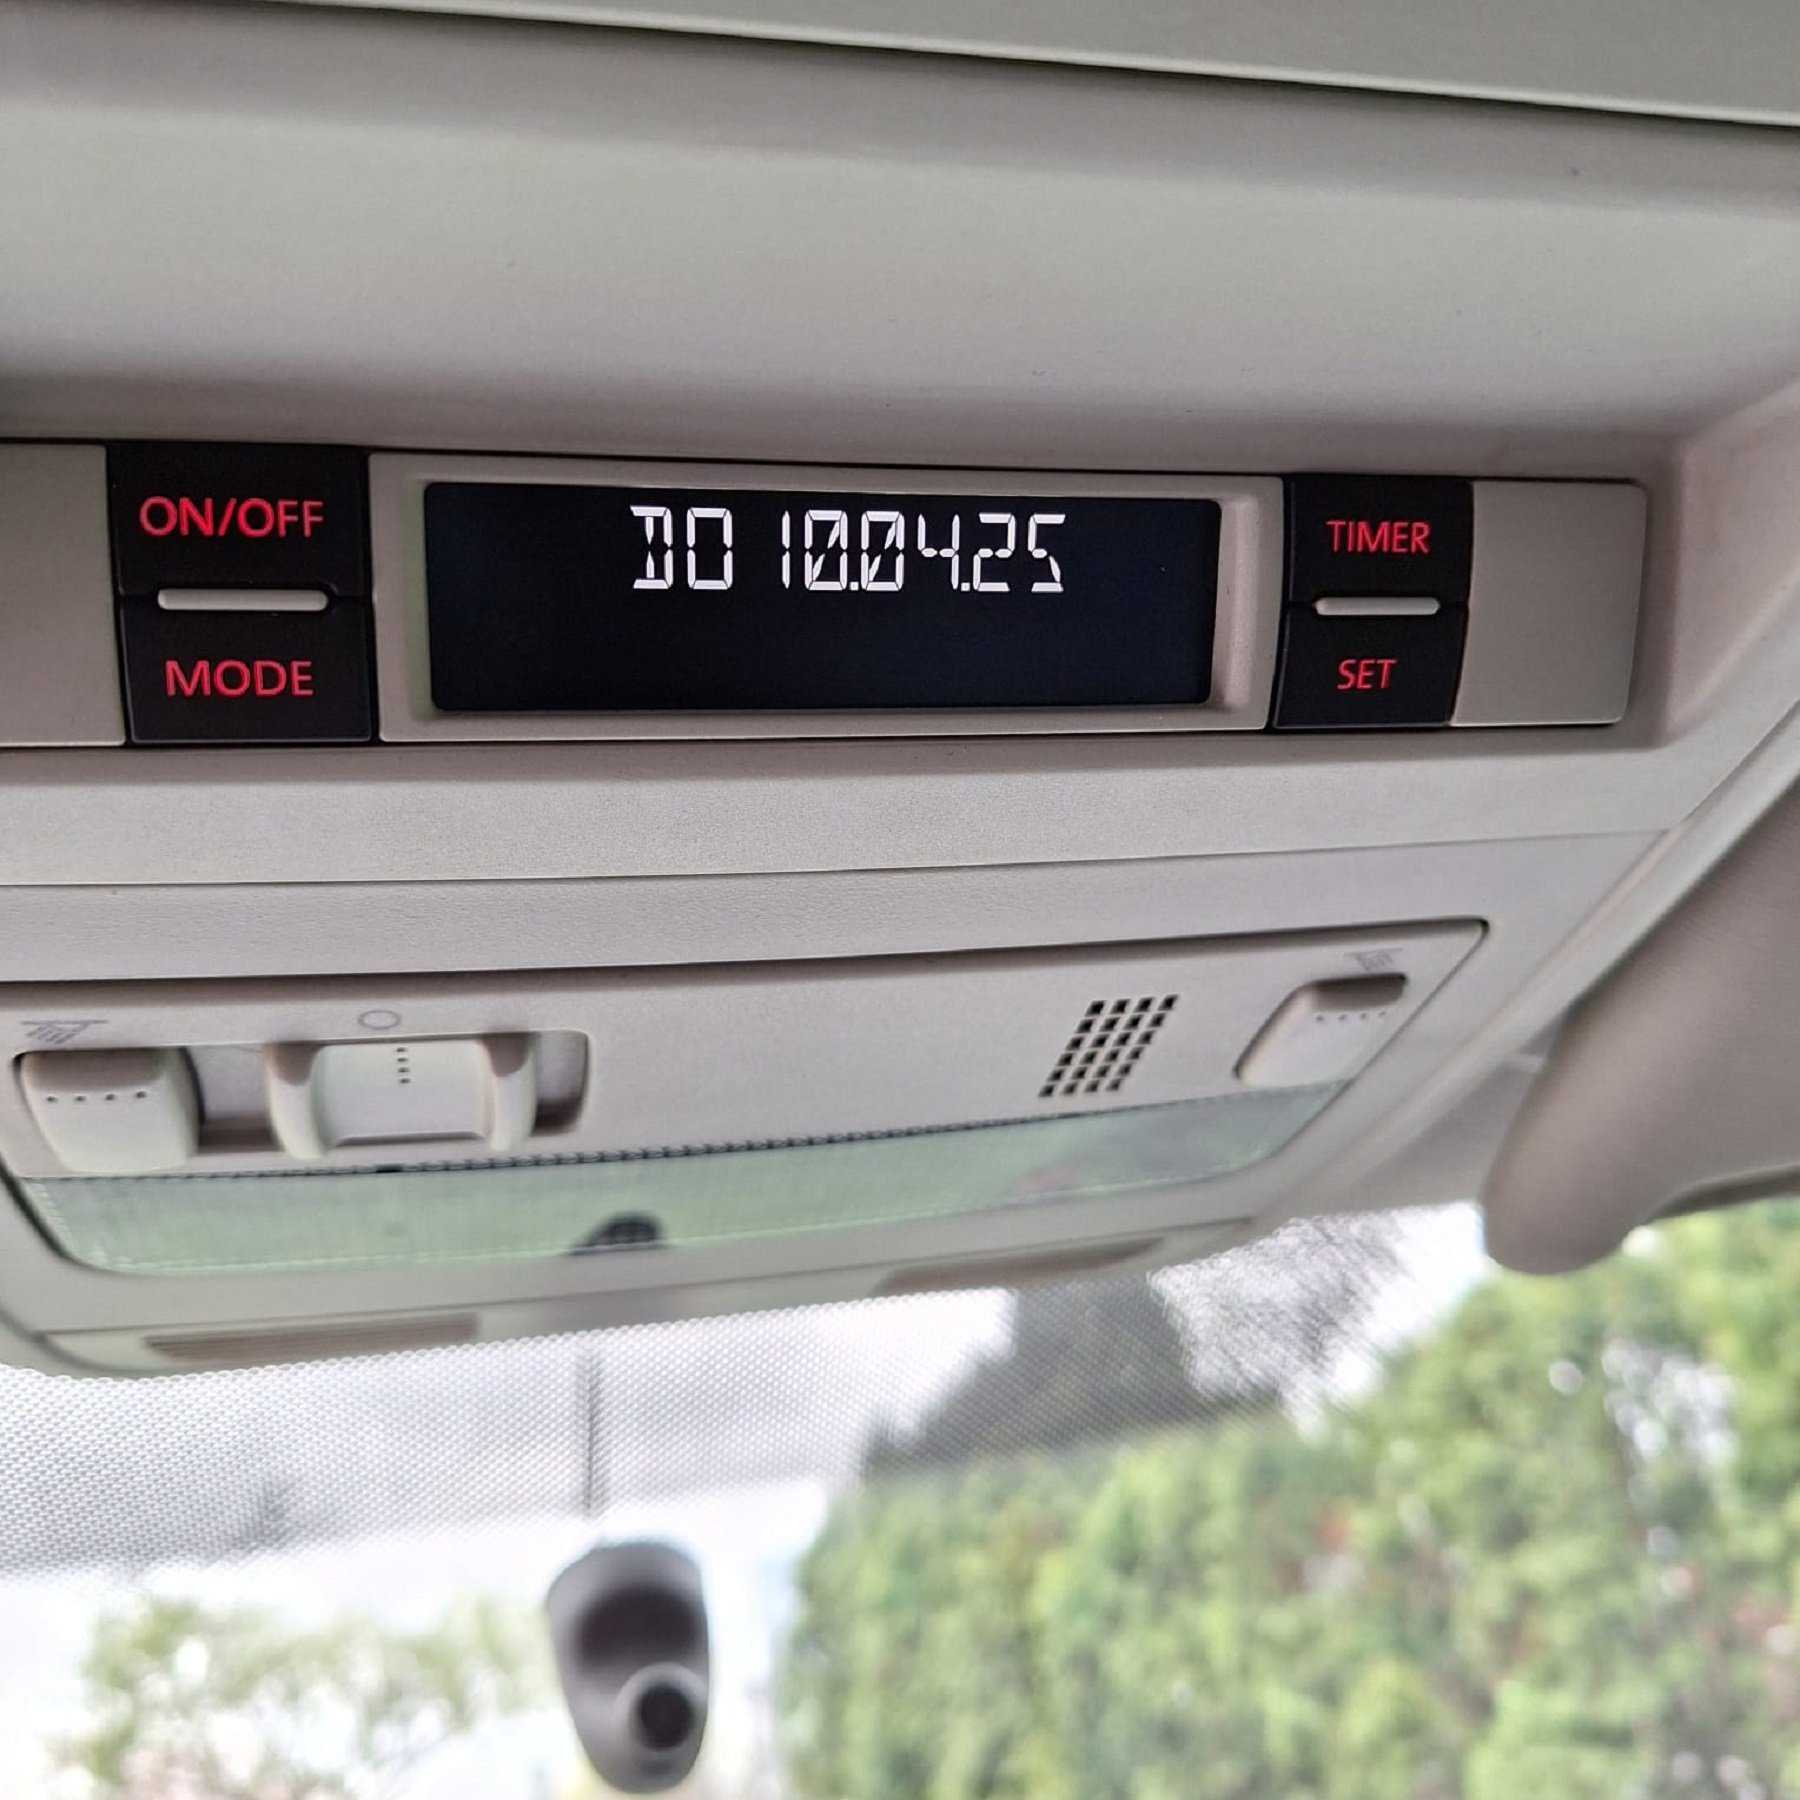 ON/OFF
MODE
DO 10.04.25
TIMER
SET